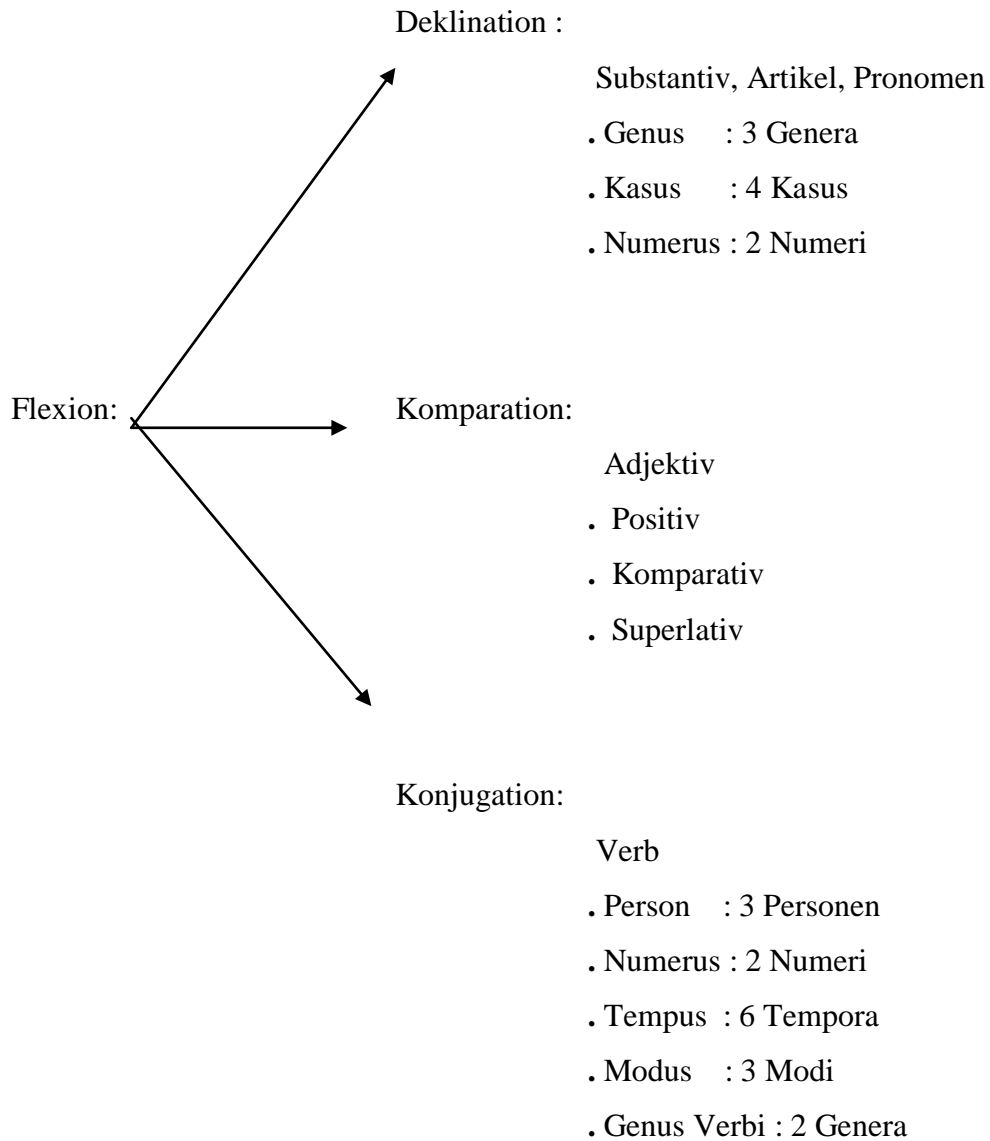 Deklination :
Substantiv, Artikel, Pronomen
. Genus : 3 Genera
. Kasus : 4 Kasus
. Numerus : 2 Numeri
Flexion:
Komparation:
Adjektiv
. Positiv
. Komparativ
. Superlativ
Konjugation:
Verb
. Person : 3 Personen
. Numerus : 2 Numeri
. Tempus : 6 Tempora
. Modus : 3 Modi
. Genus Verbi : 2 Genera